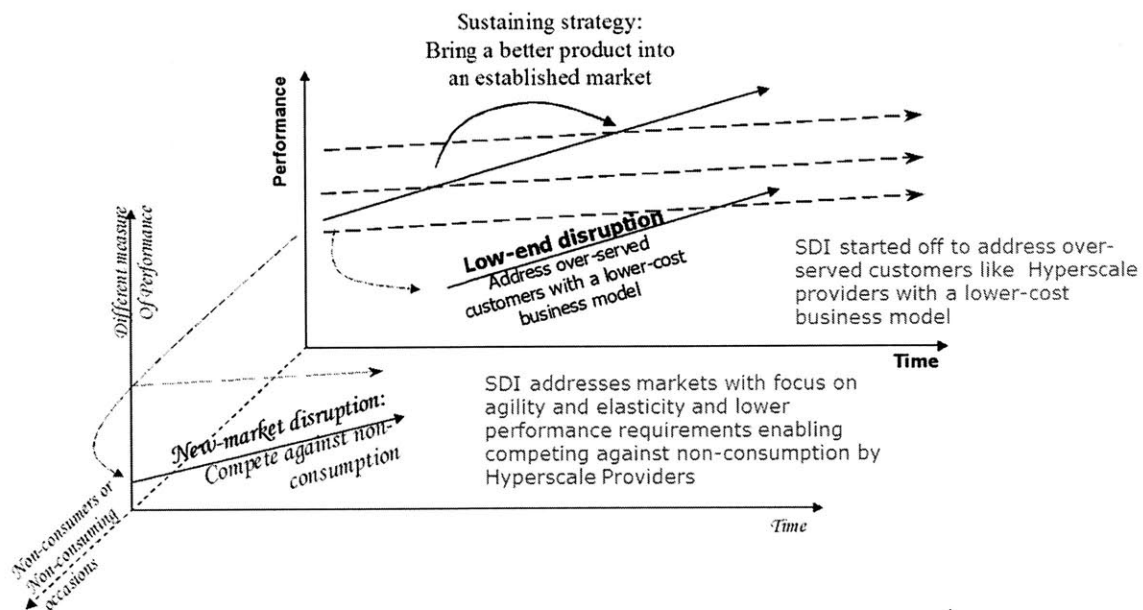 Sustaining strategy:
Bring a better product into
an established market
Performance
Different measure
Of Performance
Low-end disruption
Address over-served
customers with a lower-cost
business model
SDI started off to address over-
served customers like Hyperscale
providers with a lower-cost
business model
Time
SDI addresses markets with focus on
agility and elasticity and lower
performance requirements enabling
competing against non-consumption by
Hyperscale Providers
New-market disruption:
Compete against non-
consumption
Time
Non-consumers or
Non-consuming
occasions